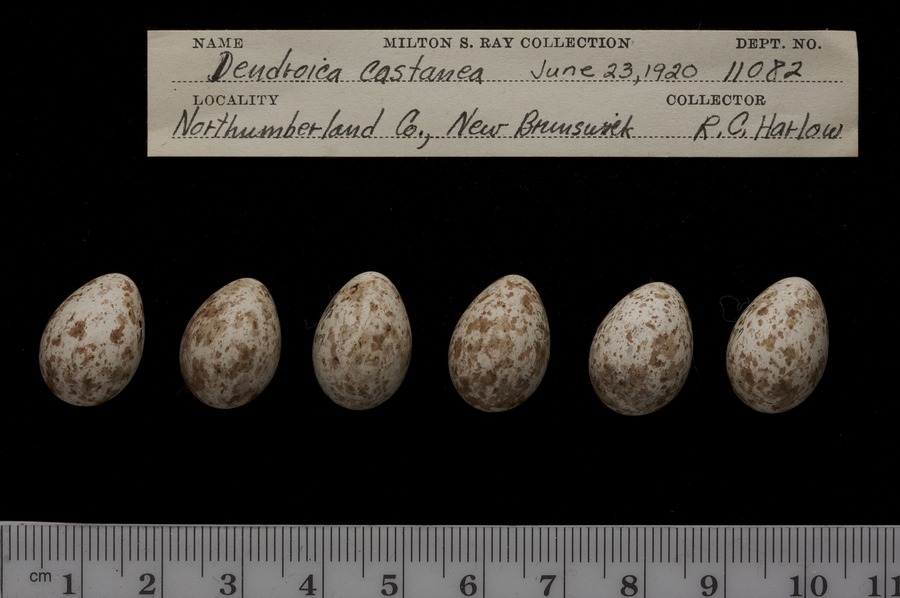 NAME MILTON S. RAY COLLECTION DEPT. NO.
Dendroica castanea June 23, 1920 11082
LOCALITY COLLECTOR
Northumberland Co., New Brunswick R. C. Harlow
cm 1 2 3 4 5 6 7 8 9 10 11